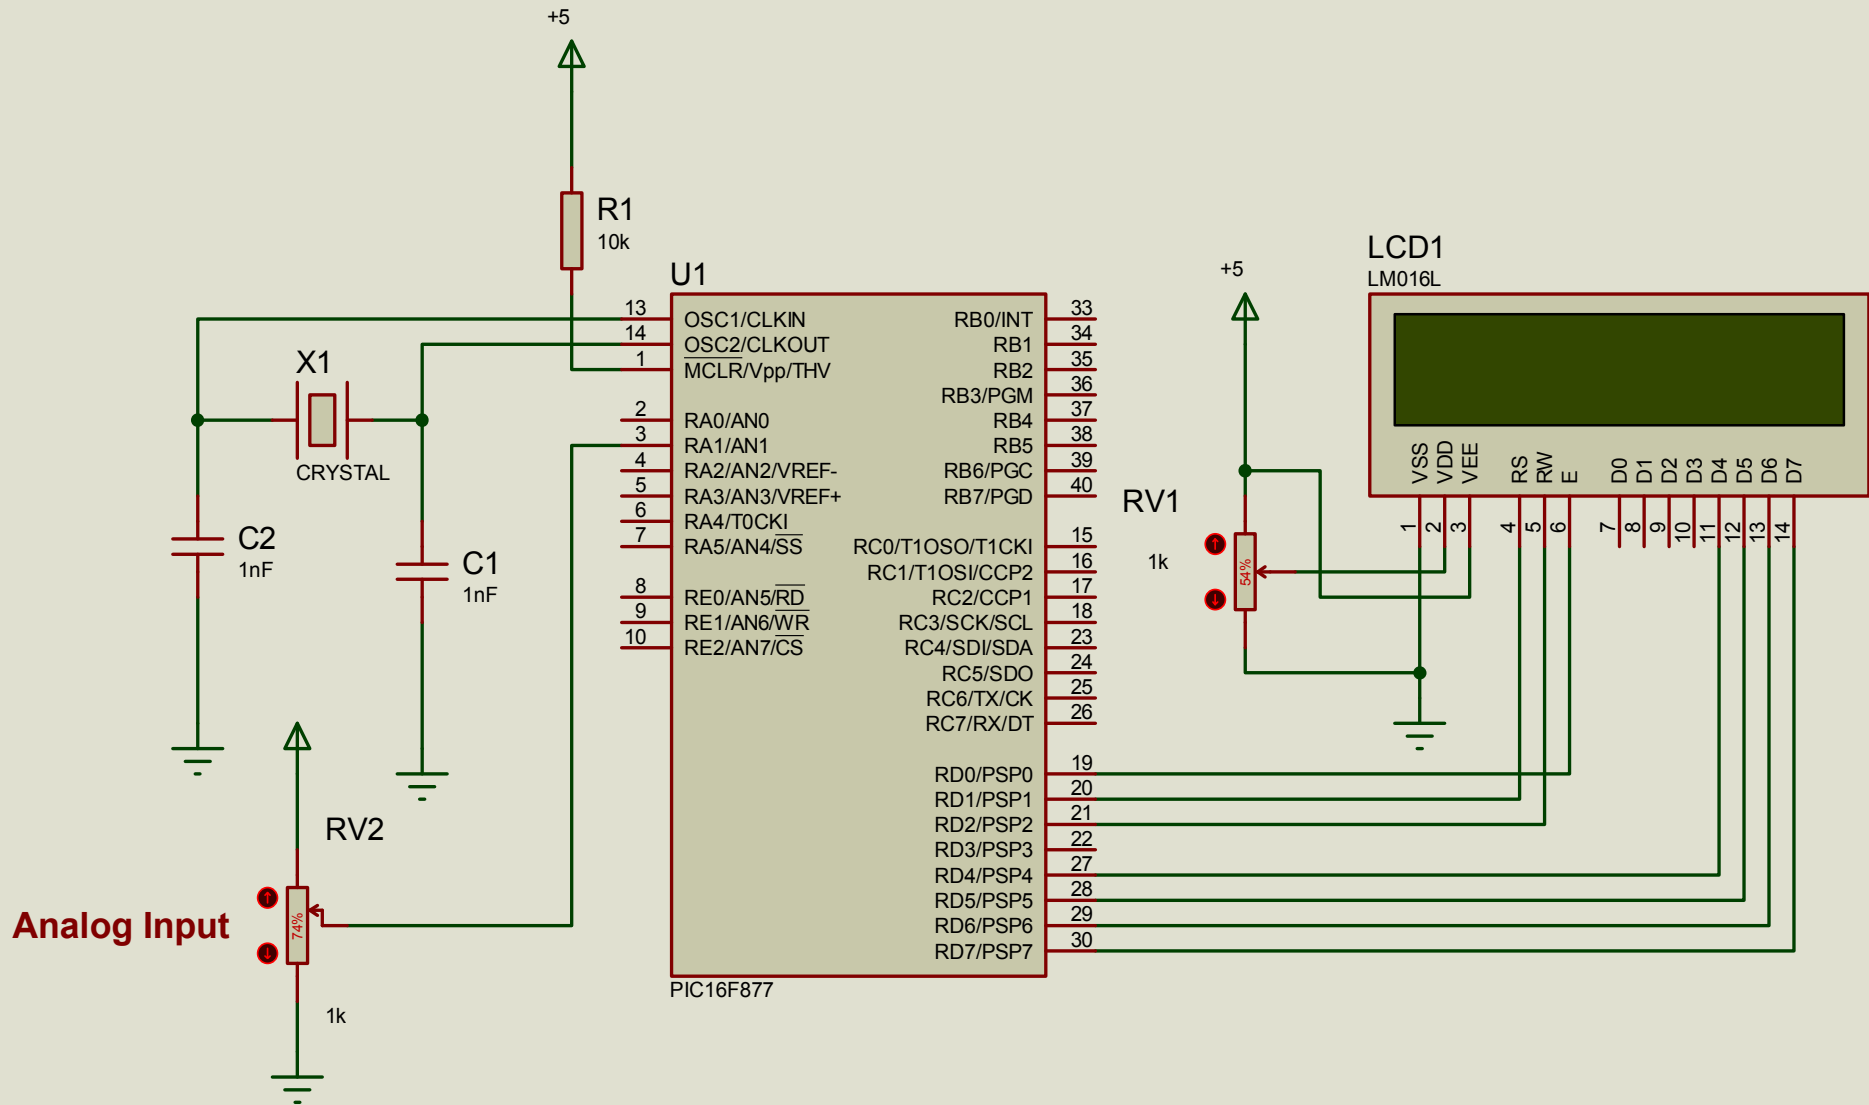 +5
R1
10k
U1
13
OSC1/CLKIN
14
OSC2/CLKOUT
1
MCLR/Vpp/THV
2
RA0/AN0
3
RA1/AN1
4
RA2/AN2/VREF-
5
RA3/AN3/VREF+
6
RA4/T0CKI
7
RA5/AN4/SS
8
RE0/AN5/RD
9
RE1/AN6/WR
10
RE2/AN7/CS
RB0/INT
33
RB1
34
RB2
35
RB3/PGM
36
RB4
37
RB5
38
RB6/PGC
39
RB7/PGD
40
RC0/T1OSO/T1CKI
15
RC1/T1OSI/CCP2
16
RC2/CCP1
17
RC3/SCK/SCL
18
RC4/SDI/SDA
23
RC5/SDO
24
RC6/TX/CK
25
RC7/RX/DT
26
RD0/PSP0
19
RD1/PSP1
20
RD2/PSP2
21
RD3/PSP3
22
RD4/PSP4
27
RD5/PSP5
28
RD6/PSP6
29
RD7/PSP7
30
PIC16F877
X1
CRYSTAL
C2
1nF
C1
1nF
RV2
74%
Analog Input
1k
+5
RV1
54%
1k
LCD1
LM016L
VSS
VDD
VEE
RS
RW
E
D0
D1
D2
D3
D4
D5
D6
D7
1
2
3
4
5
6
7
8
9
10
11
12
13
14